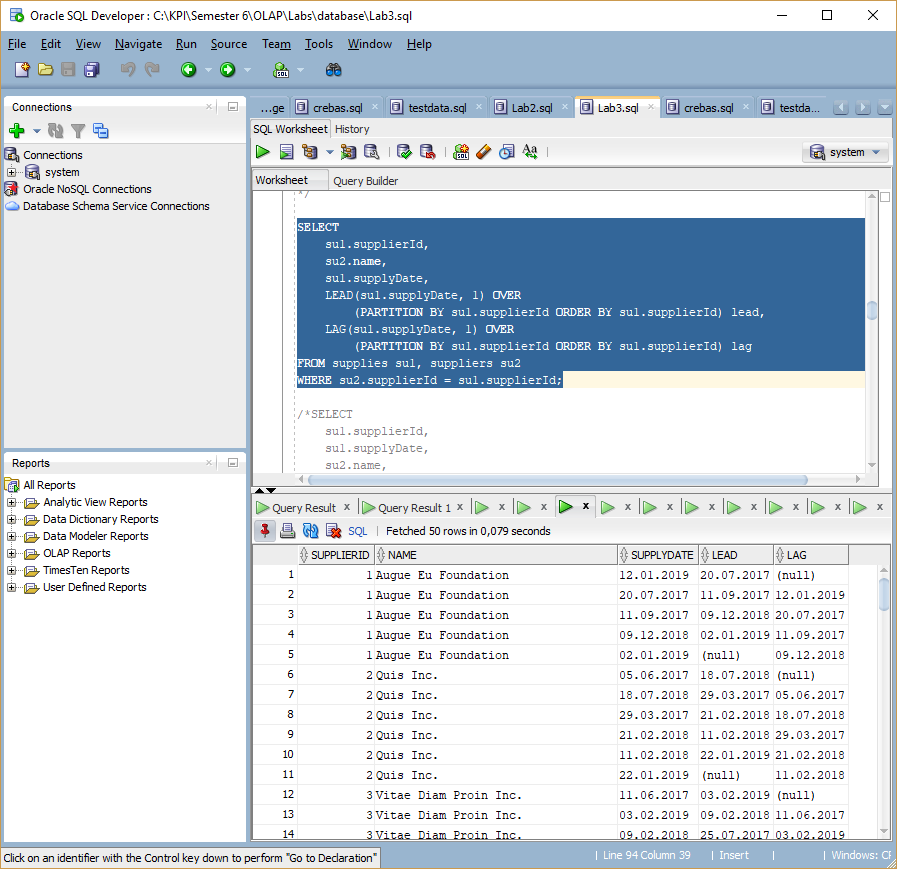 Oracle SQL Developer : C:\KPI\Semester 6\OLAP\Labs\database\Lab3.sql
File Edit View Navigate Run Source Team Tools Window Help
Connections
Connections
system
Oracle NoSQL Connections
Database Schema Service Connections
Reports
All Reports
Analytic View Reports
Data Dictionary Reports
Data Modeler Reports
OLAP Reports
TimesTen Reports
User Defined Reports
...ge crebas.sql testdata.sql Lab2.sql Lab3.sql crebas.sql testda...
SQL Worksheet History
system
Worksheet Query Builder
*/
SELECT
su1.supplierId,
su2.name,
su1.supplyDate,
LEAD(su1.supplyDate, 1) OVER
(PARTITION BY su1.supplierId ORDER BY su1.supplierId) lead,
LAG(su1.supplyDate, 1) OVER
(PARTITION BY su1.supplierId ORDER BY su1.supplierId) lag
FROM supplies su1, suppliers su2
WHERE su2.supplierId = su1.supplierId;
/*SELECT
su1.supplierId,
su1.supplyDate,
su2.name,
Query Result x Query Result 1 x x x x x x x x x x x
SQL | Fetched 50 rows in 0,079 seconds
SUPPLIERID NAME SUPPLYDATE LEAD LAG
1 1 Augue Eu Foundation 12.01.2019 20.07.2017 (null)
2 1 Augue Eu Foundation 20.07.2017 11.09.2017 12.01.2019
3 1 Augue Eu Foundation 11.09.2017 09.12.2018 20.07.2017
4 1 Augue Eu Foundation 09.12.2018 02.01.2019 11.09.2017
5 1 Augue Eu Foundation 02.01.2019 (null) 09.12.2018
6 2 Quis Inc. 05.06.2017 18.07.2018 (null)
7 2 Quis Inc. 18.07.2018 29.03.2017 05.06.2017
8 2 Quis Inc. 29.03.2017 21.02.2018 18.07.2018
9 2 Quis Inc. 21.02.2018 11.02.2018 29.03.2017
10 2 Quis Inc. 11.02.2018 22.01.2019 21.02.2018
11 2 Quis Inc. 22.01.2019 (null) 11.02.2018
12 3 Vitae Diam Proin Inc. 11.06.2017 03.02.2019 (null)
13 3 Vitae Diam Proin Inc. 03.02.2019 09.02.2018 11.06.2017
14 3 Vitae Diam Proin Inc. 09.02.2018 25.07.2017 03.02.2019
Click on an identifier with the Control key down to perform "Go to Declaration"
| Line 94 Column 39 | Insert | | Windows: CR